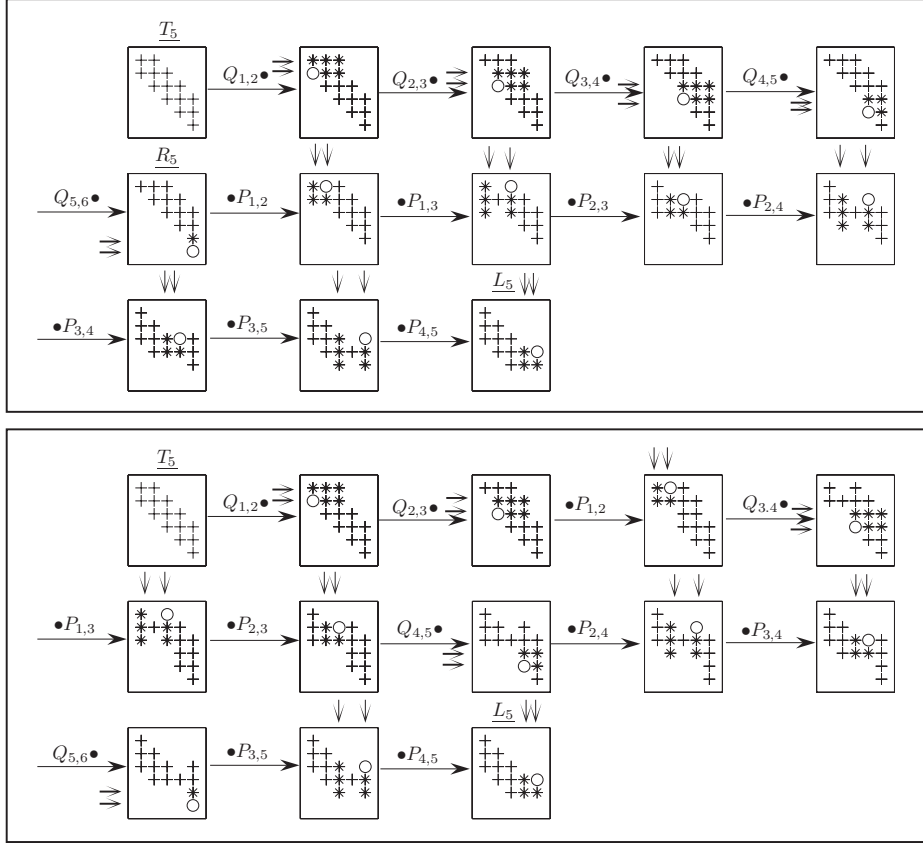 T₅
Q₁,₂• Q₂,₃• Q₃,₄• Q₄,₅•
R₅
Q₅,₆• •P₁,₂ •P₁,₃ •P₂,₃ •P₂,₄
L₅
•P₃,₄ •P₃,₅ •P₄,₅
T₅
Q₁,₂• Q₂,₃• •P₁,₂ Q₃.₄•
•P₁,₃ •P₂,₃ Q₄,₅• •P₂,₄ •P₃,₄
L₅
Q₅,₆• •P₃,₅ •P₄,₅